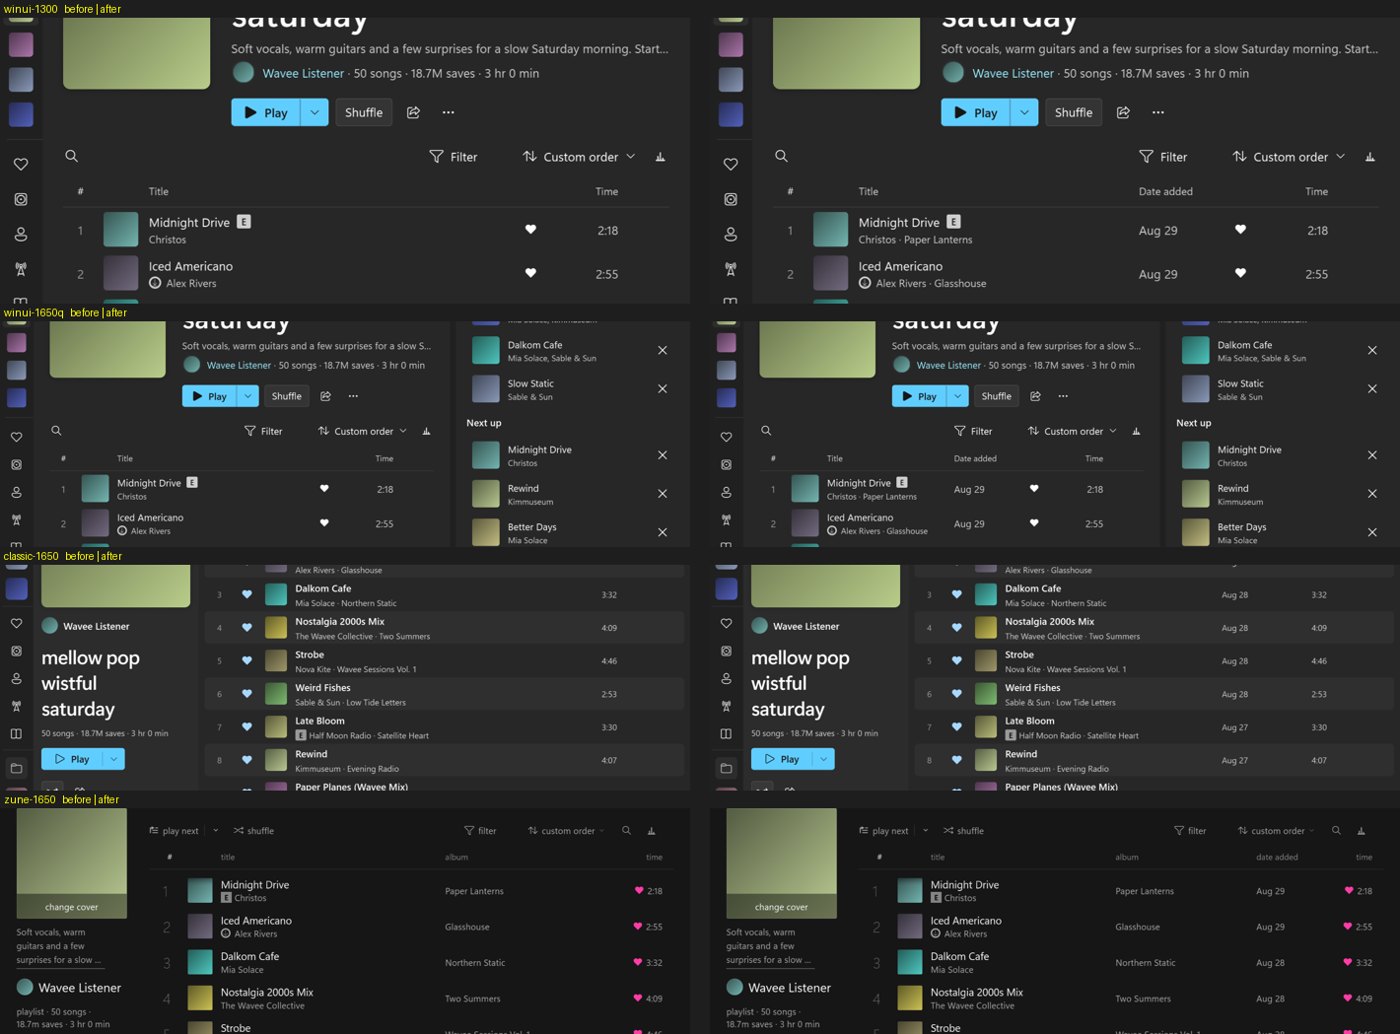 winui-1300 before|after
saturday
Soft vocals, warm guitars and a few surprises for a slow Saturday morning. Start...
Wavee Listener · 50 songs · 18.7M saves · 3 hr 0 min
Play
Shuffle
Filter
Custom order
# Title Time
1 Midnight Drive E 2:18
Christos
2 Iced Americano 2:55
Alex Rivers
saturday
Soft vocals, warm guitars and a few surprises for a slow Saturday morning. Start...
Wavee Listener · 50 songs · 18.7M saves · 3 hr 0 min
Play
Shuffle
Filter
Custom order
# Title Date added Time
1 Midnight Drive E Aug 29 2:18
Christos · Paper Lanterns
2 Iced Americano Aug 29 2:55
Alex Rivers · Glasshouse
winui-1650q before|after
saturday
Soft vocals, warm guitars and a few surprises for a slow S...
Wavee Listener · 50 songs · 18.7M saves · 3 hr 0 min
Play
Shuffle
Filter
Custom order
# Title Time
1 Midnight Drive E 2:18
Christos
2 Iced Americano 2:55
Alex Rivers
Mia Solace, Kimmuseum
Dalkom Cafe
Mia Solace, Sable & Sun
Slow Static
Sable & Sun
Next up
Midnight Drive
Christos
Rewind
Kimmuseum
Better Days
Mia Solace
saturday
Soft vocals, warm guitars and a few surprises for a slow S...
Wavee Listener · 50 songs · 18.7M saves · 3 hr 0 min
Play
Shuffle
Filter
Custom order
# Title Date added Time
1 Midnight Drive E Aug 29 2:18
Christos · Paper Lanterns
2 Iced Americano Aug 29 2:55
Alex Rivers · Glasshouse
Mia Solace, Kimmuseum
Dalkom Cafe
Mia Solace, Sable & Sun
Slow Static
Sable & Sun
Next up
Midnight Drive
Christos
Rewind
Kimmuseum
Better Days
Mia Solace
classic-1650 before|after
Wavee Listener
mellow pop
wistful
saturday
50 songs · 18.7M saves · 3 hr 0 min
Play
Alex Rivers · Glasshouse
3 Dalkom Cafe 3:32
Mia Solace · Northern Static
4 Nostalgia 2000s Mix 4:09
The Wavee Collective · Two Summers
5 Strobe 4:46
Nova Kite · Wavee Sessions Vol. 1
6 Weird Fishes 2:53
Sable & Sun · Low Tide Letters
7 Late Bloom 3:30
E Half Moon Radio · Satellite Heart
8 Rewind 4:07
Kimmuseum · Evening Radio
Paper Planes (Wavee Mix)
Wavee Listener
mellow pop
wistful
saturday
50 songs · 18.7M saves · 3 hr 0 min
Play
Alex Rivers · Glasshouse
3 Dalkom Cafe Aug 28 3:32
Mia Solace · Northern Static
4 Nostalgia 2000s Mix Aug 28 4:09
The Wavee Collective · Two Summers
5 Strobe Aug 28 4:46
Nova Kite · Wavee Sessions Vol. 1
6 Weird Fishes Aug 28 2:53
Sable & Sun · Low Tide Letters
7 Late Bloom Aug 27 3:30
E Half Moon Radio · Satellite Heart
8 Rewind Aug 27 4:07
Kimmuseum · Evening Radio
Paper Planes (Wavee Mix)
zune-1650 before|after
change cover
Soft vocals, warm
guitars and a few
surprises for a slow ...
Wavee Listener
playlist · 50 songs ·
18.7M saves · 3 hr 0 min
play next
shuffle
filter
custom order
# title album time
1 Midnight Drive Paper Lanterns 2:18
E Christos
2 Iced Americano Glasshouse 2:55
Alex Rivers
3 Dalkom Cafe Northern Static 3:32
Mia Solace
4 Nostalgia 2000s Mix Two Summers 4:09
The Wavee Collective
Strobe Wavee Sessions Vol. 1 4:46
change cover
Soft vocals, warm
guitars and a few
surprises for a slow ...
Wavee Listener
playlist · 50 songs ·
18.7M saves · 3 hr 0 min
play next
shuffle
filter
custom order
# title album date added time
1 Midnight Drive Paper Lanterns Aug 29 2:18
E Christos
2 Iced Americano Glasshouse Aug 29 2:55
Alex Rivers
3 Dalkom Cafe Northern Static Aug 28 3:32
Mia Solace
4 Nostalgia 2000s Mix Two Summers Aug 28 4:09
The Wavee Collective
Strobe Wavee Sessions Vol. 1 Aug 28 4:46